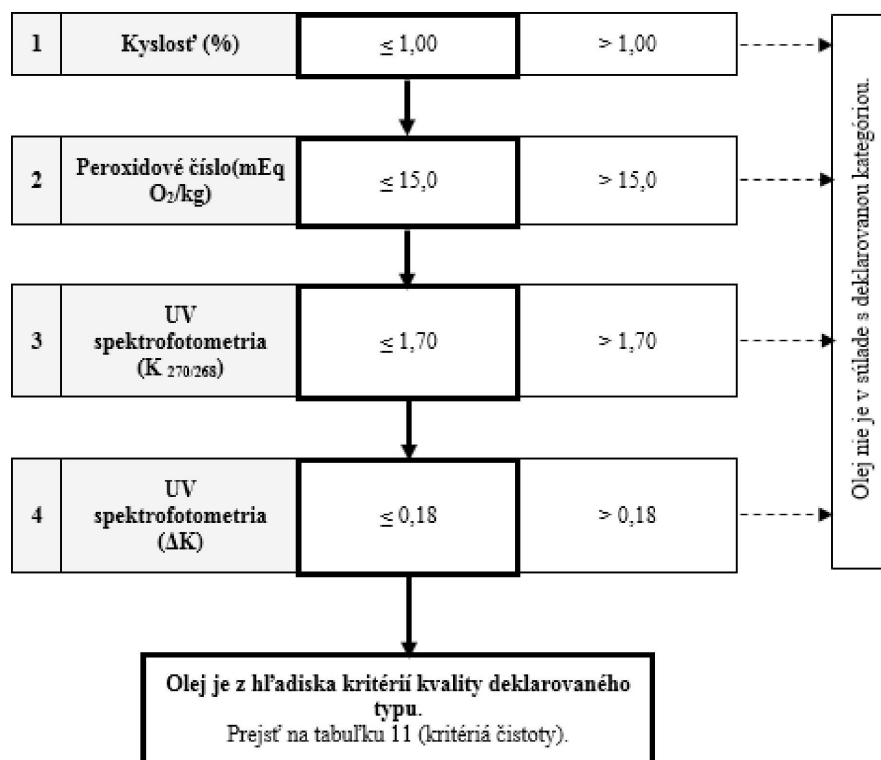 1 Kyslosť (%) ≤ 1,00 > 1,00
2 Peroxidové číslo(mEq
O₂/kg) ≤ 15,0 > 15,0
3 UV
spektrofotometria
(K 270/268) ≤ 1,70 > 1,70
4 UV
spektrofotometria
(ΔK) ≤ 0,18 > 0,18
Olej nie je v súlade s deklarovanou kategóriou.
Olej je z hľadiska kritérií kvality deklarovaného
typu.
Prejsť na tabuľku 11 (kritériá čistoty).